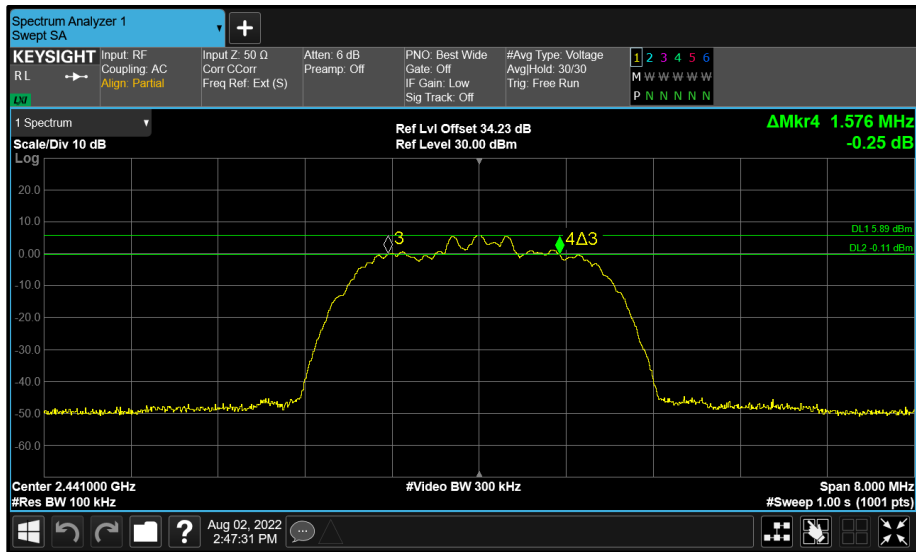 Spectrum Analyzer 1
Swept SA
KEYSIGHT
RL
LXI
Input: RF
Coupling: AC
Align: Partial
Input Z: 50 Ω
Corr CCorr
Freq Ref: Ext (S)
Atten: 6 dB
Preamp: Off
PNO: Best Wide
Gate: Off
IF Gain: Low
Sig Track: Off
#Avg Type: Voltage
Avg|Hold: 30/30
Trig: Free Run
1 2 3 4 5 6
M W W W W W
P N N N N N
1 Spectrum
Scale/Div 10 dB
Log
Ref Lvl Offset 34.23 dB
Ref Level 30.00 dBm
ΔMkr4 1.576 MHz
-0.25 dB
20.0
10.0
0.00
-10.0
-20.0
-30.0
-40.0
-50.0
-60.0
3
4Δ3
DL1 5.89 dBm
DL2 -0.11 dBm
Center 2.441000 GHz
#Res BW 100 kHz
#Video BW 300 kHz
Span 8.000 MHz
#Sweep 1.00 s (1001 pts)
?
Aug 02, 2022
2:47:31 PM